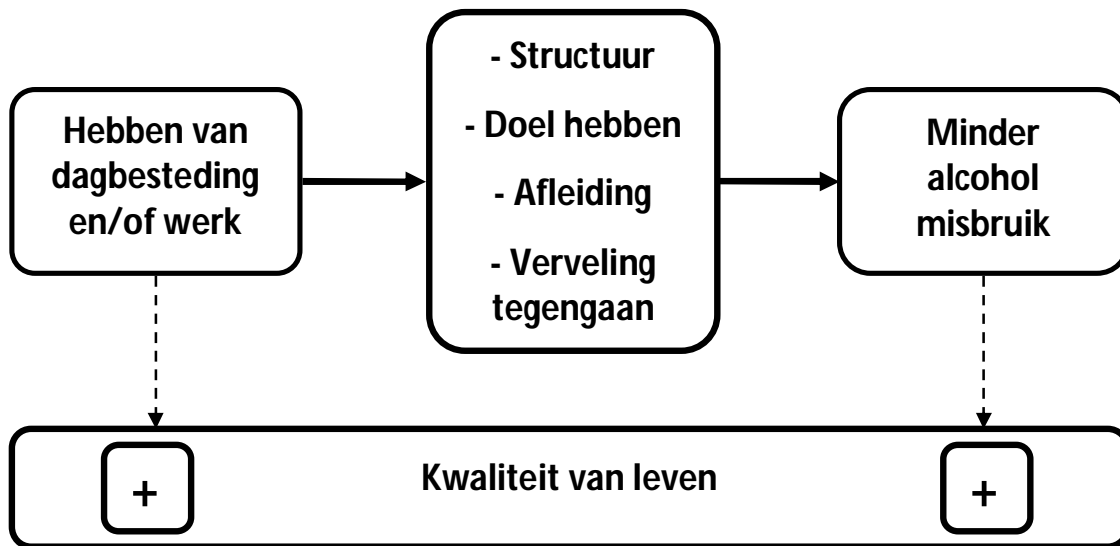 Hebben van
dagbesteding
en/of werk
- Structuur
- Doel hebben
- Afleiding
- Verveling
tegengaan
Minder
alcohol
misbruik
+
Kwaliteit van leven
+